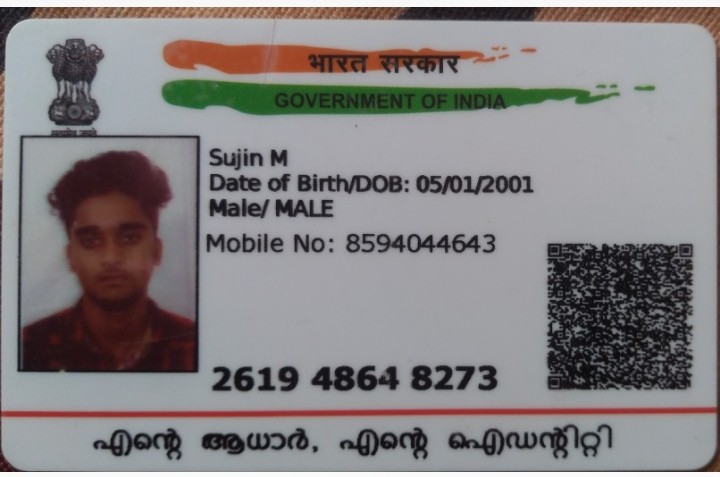 भारत सरकार
GOVERNMENT OF INDIA
Sujin M
Date of Birth/DOB: 05/01/2001
Male/ MALE
Mobile No: 8594044643
2619 4864 8273
എന്റെ ആധാർ, എന്റെ ഐഡന്റിറ്റി